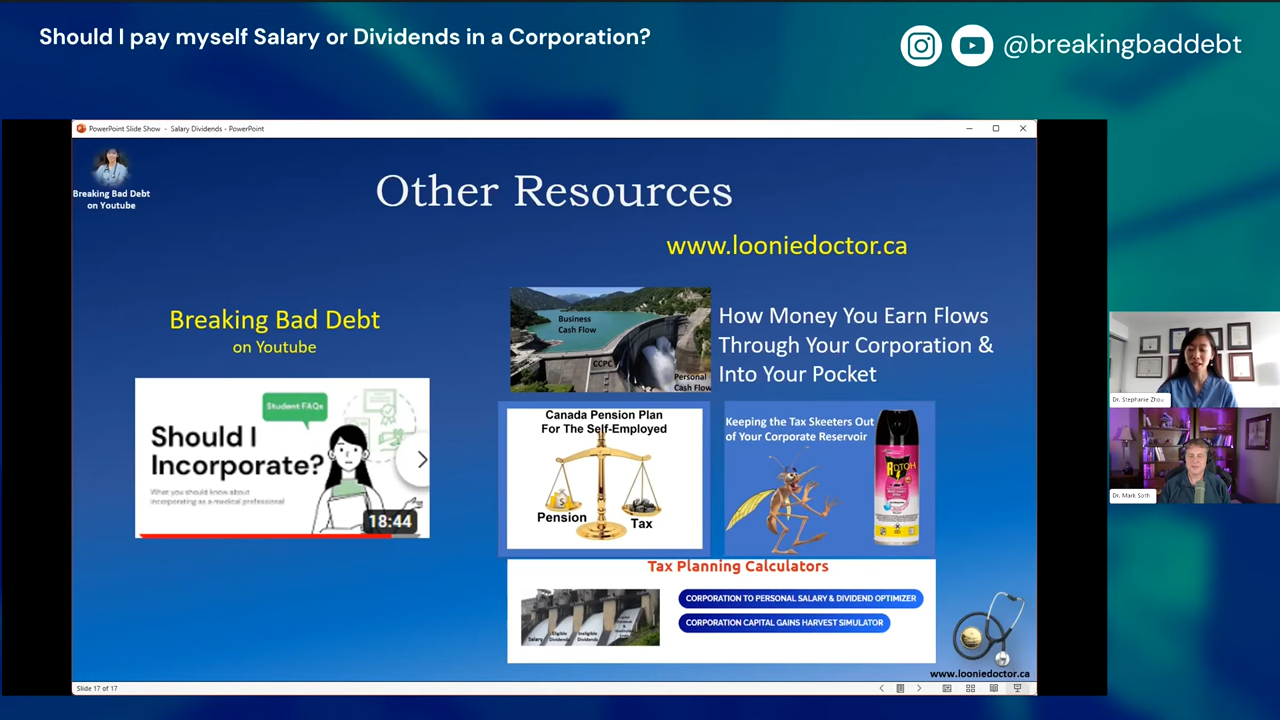 Should I pay myself Salary or Dividends in a Corporation?
@breakingbaddebt
PowerPoint Slide Show - Salary Dividends - PowerPoint
Breaking Bad Debt
on Youtube
Other Resources
www.looniedoctor.ca
Breaking Bad Debt
on Youtube
Student FAQs
Should I
Incorporate?
What you should know about
incorporating as a medical professional
18:44
Business
Cash Flow
CCPC
Personal
Cash Flow
How Money You Earn Flows
Through Your Corporation &
Into Your Pocket
Canada Pension Plan
For The Self-Employed
$
Pension
Tax
Keeping the Tax Skeeters Out
of Your Corporate Reservoir
ROTOH
Tax Planning Calculators
Salary
Eligible
Dividends
Ineligible
Dividends
CORPORATION TO PERSONAL SALARY & DIVIDEND OPTIMIZER
CORPORATION CAPITAL GAINS HARVEST SIMULATOR
www.looniedoctor.ca
Slide 17 of 17
Dr. Stephanie Zhou
Dr. Mark Soth